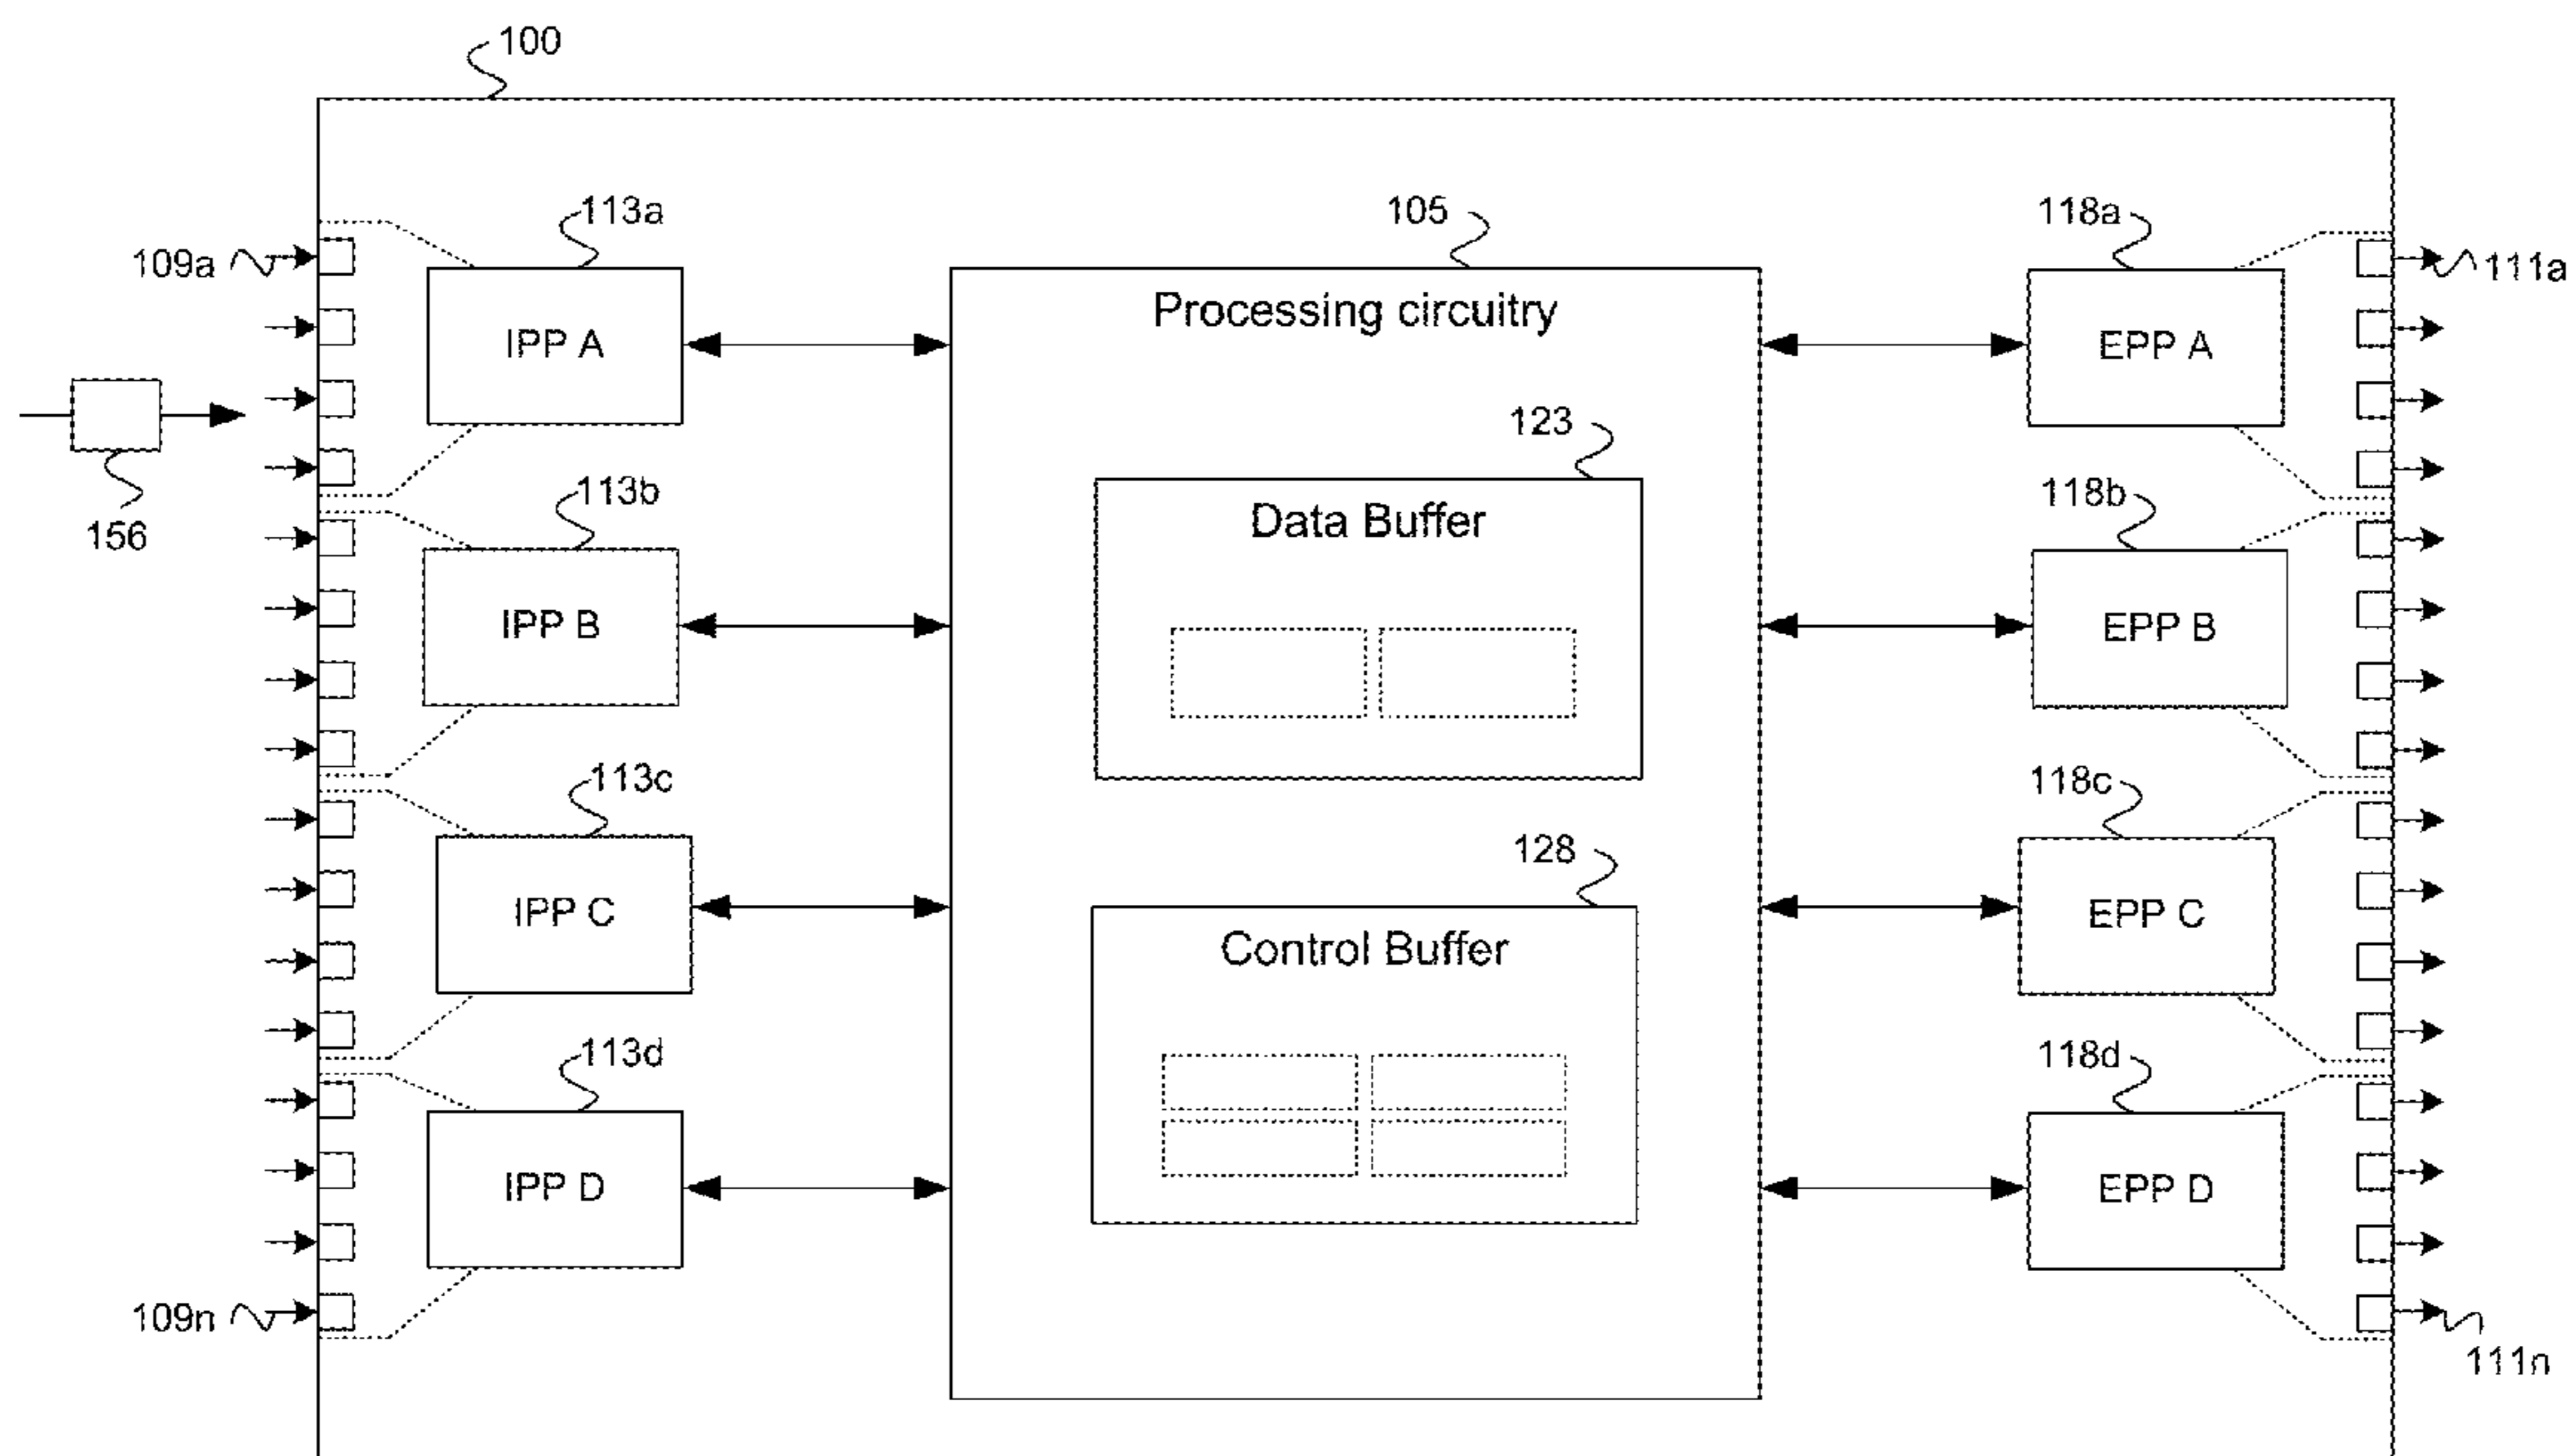 100
113a
105
118a
109a
111a
Processing circuitry
IPP A
EPP A
123
156
113b
118b
Data Buffer
IPP B
EPP B
113c
118c
128
IPP C
EPP C
Control Buffer
113d
118d
IPP D
EPP D
109n
111n